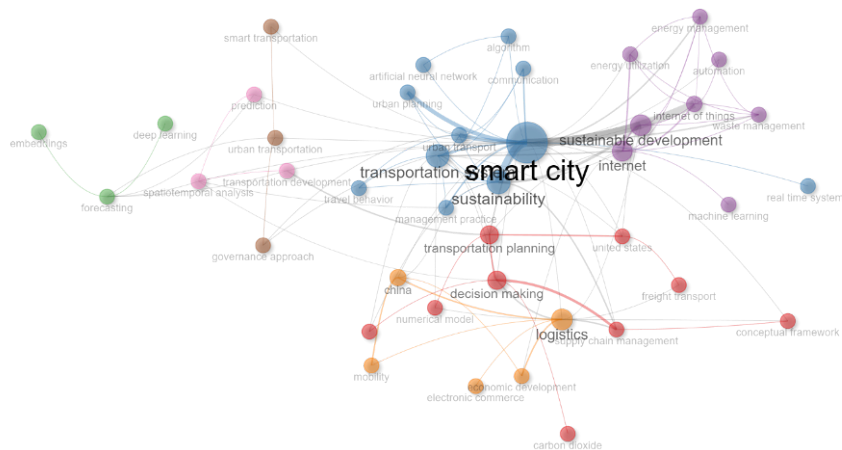 energy management
smart transportation
algorithm
energy utilization
automation
artificial neural network
communication
urban planning
prediction
internet of things
waste management
embeddings
deep learning
urban transport
sustainable development
urban transportation
internet
transportation
smart city
transportation development
spatiotemporal analysis
travel behavior
sustainability
real time system
forecasting
machine learning
management practice
transportation planning
united states
governance approach
china
decision making
freight transport
numerical model
logistics
supply chain management
conceptual framework
mobility
economic development
electronic commerce
carbon dioxide